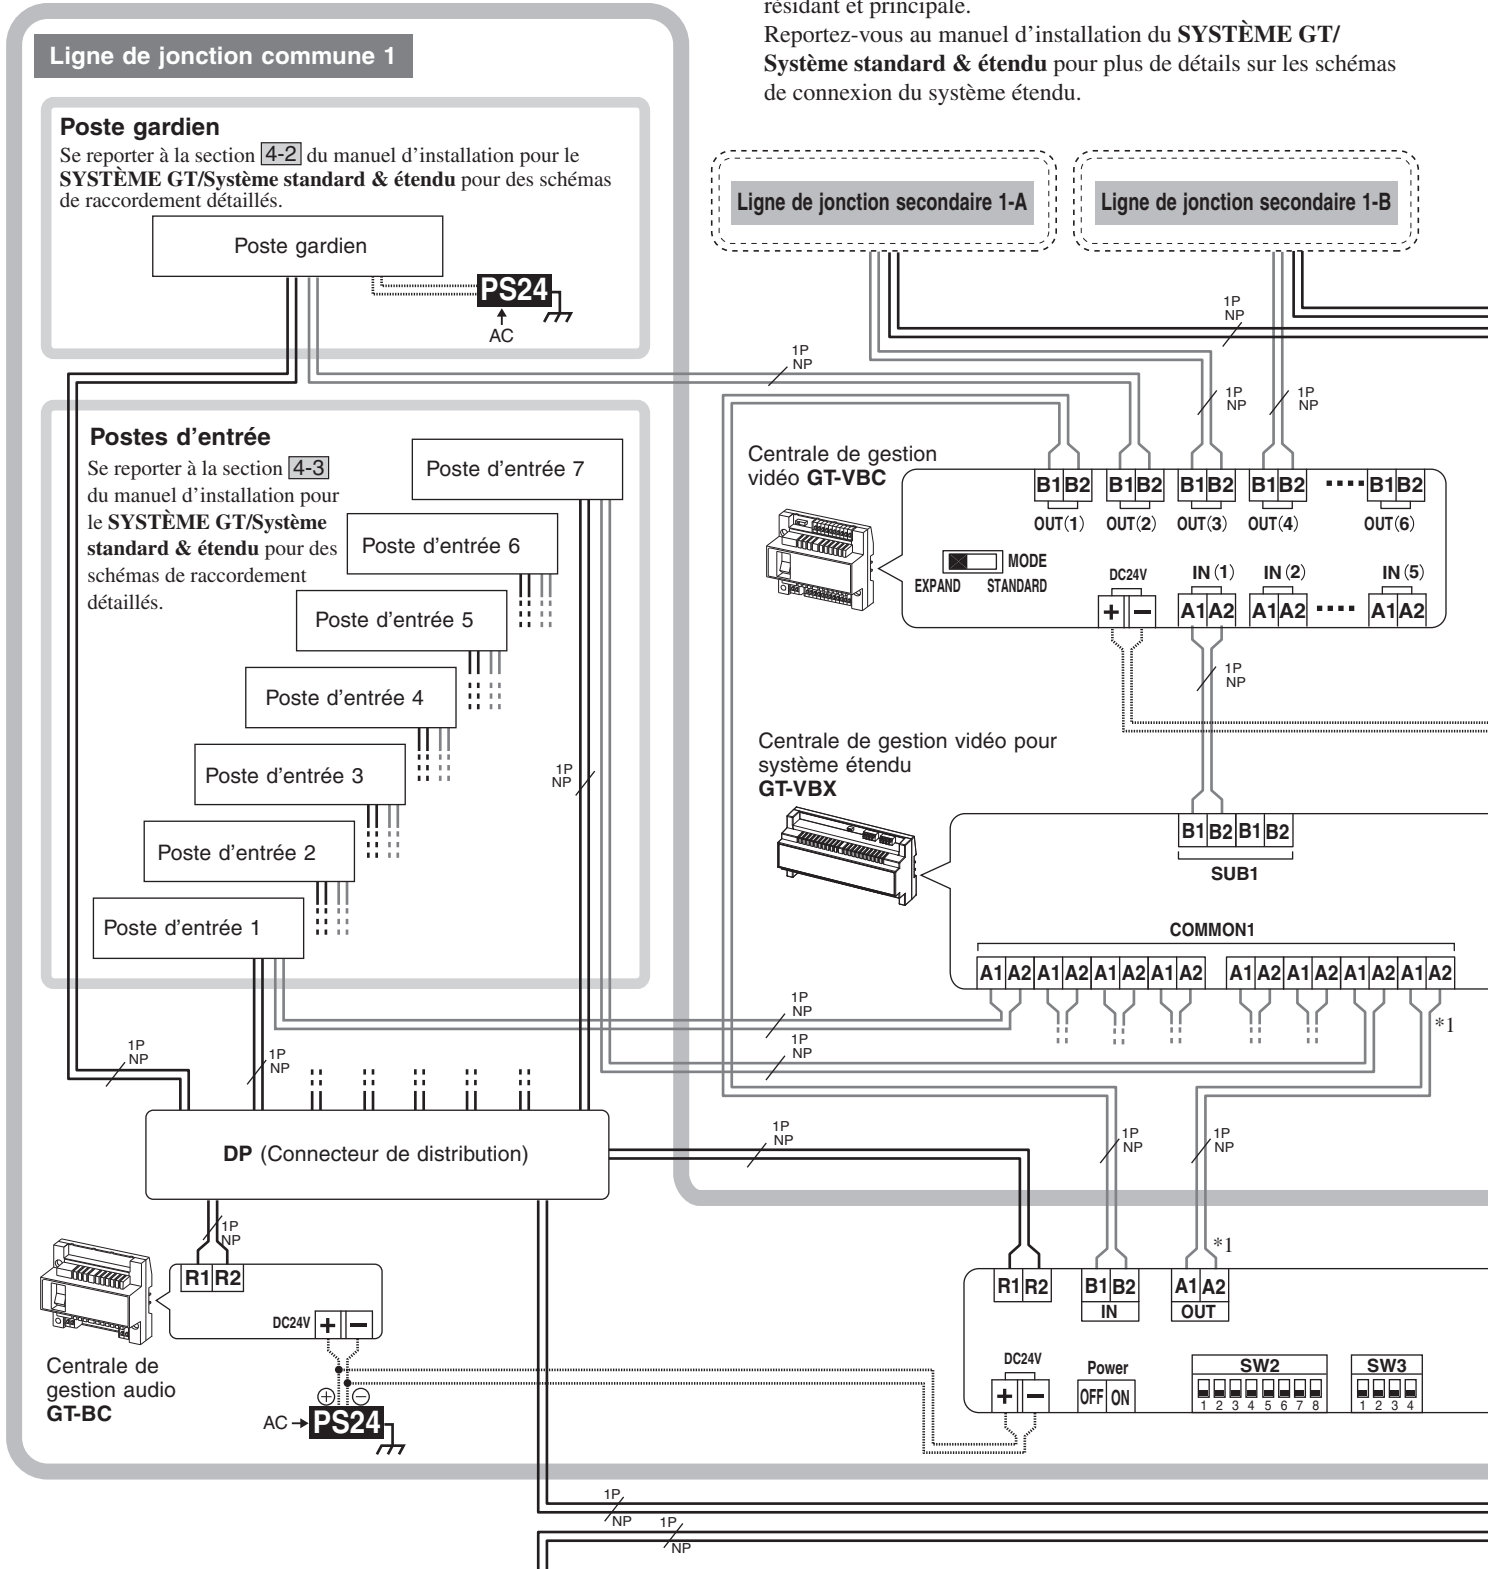 résidant et principale.
Reportez-vous au manuel d'installation du SYSTÈME GT/
Système standard & étendu pour plus de détails sur les schémas
de connexion du système étendu.
Ligne de jonction commune 1
Poste gardien
Se reporter à la section 4-2 du manuel d'installation pour le
SYSTÈME GT/Système standard & étendu pour des schémas
de raccordement détaillés.
Poste gardien
PS24
AC
Ligne de jonction secondaire 1-A
Ligne de jonction secondaire 1-B
1P
NP
1P
NP
1P
NP
1P
NP
Postes d'entrée
Se reporter à la section 4-3
du manuel d'installation pour
le SYSTÈME GT/Système
standard & étendu pour des
schémas de raccordement
détaillés.
Poste d'entrée 7
Poste d'entrée 6
Poste d'entrée 5
Poste d'entrée 4
Poste d'entrée 3
Poste d'entrée 2
Poste d'entrée 1
1P
NP
Centrale de gestion
vidéo GT-VBC
B1 B2 B1 B2 B1 B2 B1 B2 B1 B2
OUT(1) OUT(2) OUT(3) OUT(4) OUT(6)
MODE
EXPAND STANDARD
DC24V
+ −
IN(1) IN(2) IN(5)
A1 A2 A1 A2 A1 A2
1P
NP
Centrale de gestion vidéo pour
système étendu
GT-VBX
B1 B2 B1 B2
SUB1
COMMON1
A1 A2 A1 A2 A1 A2 A1 A2 A1 A2 A1 A2 A1 A2 A1 A2
*1
1P
NP
1P
NP
1P
NP
1P
NP
DP (Connecteur de distribution)
1P
NP
1P
NP
1P
NP
1P
NP
R1 R2
DC24V + −
Centrale de
gestion audio
GT-BC
⊕ ⊖
AC PS24
*1
R1 R2 B1 B2 A1 A2
IN OUT
DC24V
+ −
Power
OFF ON
SW2
1 2 3 4 5 6 7 8
SW3
1 2 3 4
1P
NP
1P
NP